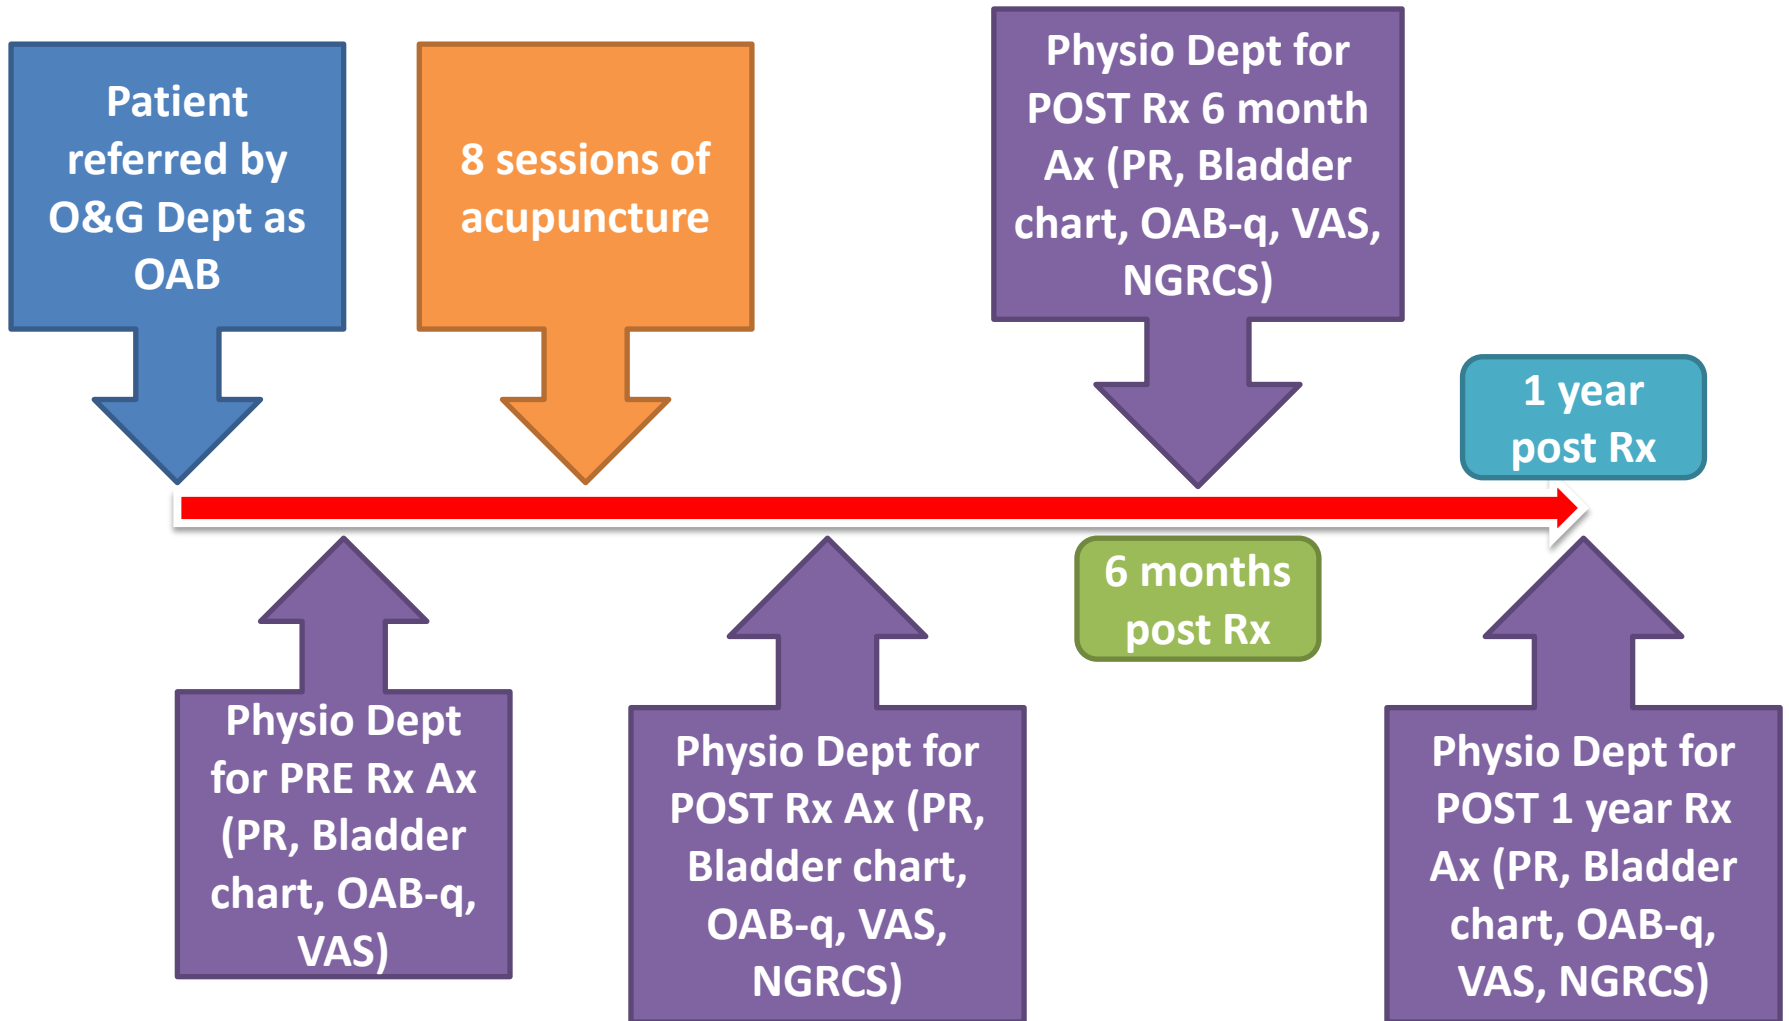 Patient
referred by
O&G Dept as
OAB
8 sessions of
acupuncture
Physio Dept for
POST Rx 6 month
Ax (PR, Bladder
chart, OAB-q, VAS,
NGRCS)
1 year
post Rx
6 months
post Rx
Physio Dept
for PRE Rx Ax
(PR, Bladder
chart, OAB-q,
VAS)
Physio Dept for
POST Rx Ax (PR,
Bladder chart,
OAB-q, VAS,
NGRCS)
Physio Dept for
POST 1 year Rx
Ax (PR, Bladder
chart, OAB-q,
VAS, NGRCS)